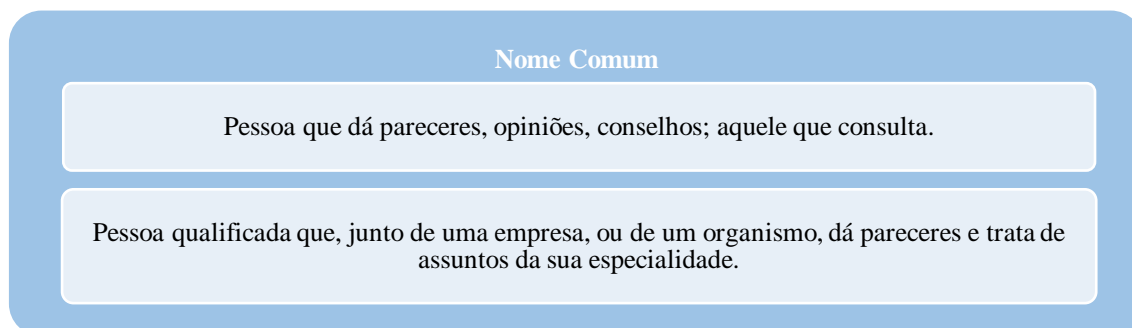 Nome Comum
Pessoa que dá pareceres, opiniões, conselhos; aquele que consulta.
Pessoa qualificada que, junto de uma empresa, ou de um organismo, dá pareceres e trata de
assuntos da sua especialidade.